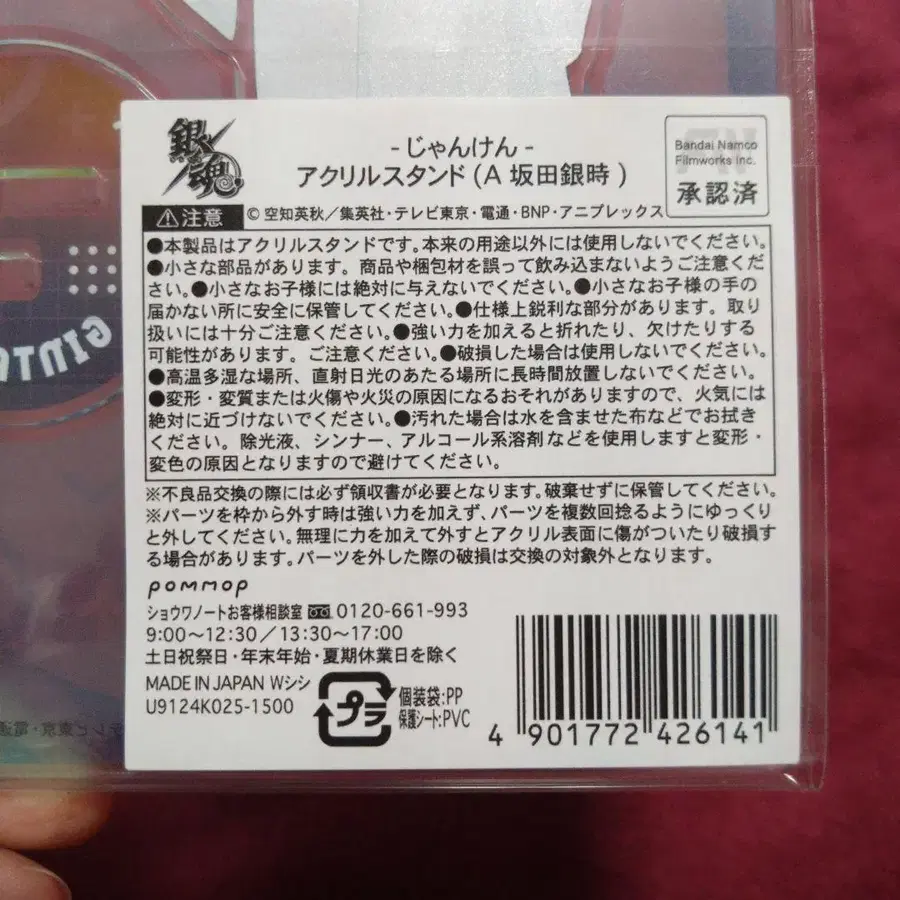 銀魂
-じゃんけん-
アクリルスタンド(A 坂田銀時)
Bandai Namco
Filmworks Inc.
承認済
⚠注意
© 空知英秋／集英社・テレビ東京・電通・BNP・アニプレックス
●本製品はアクリルスタンドです。本来の用途以外には使用しないでください。
●小さな部品があります。商品や梱包材を誤って飲み込まないようご注意くだ
さい。●小さなお子様には絶対に与えないでください。●小さなお子様の手の
届かない所に安全に保管してください。●仕様上鋭利な部分があります。取り
扱いには十分ご注意ください。●強い力を加えると折れたり、欠けたりする
可能性があります。ご注意ください。●破損した場合は使用しないでください。
●高温多湿な場所、直射日光のあたる場所に長時間放置しないでください。
●変形・変質または火傷や火災の原因になるおそれがありますので、火気には
絶対に近づけないでください。●汚れた場合は水を含ませた布などでお拭き
ください。除光液、シンナー、アルコール系溶剤などを使用しますと変形・
変色の原因となりますので避けてください。
※不良品交換の際には必ず領収書が必要となります。破棄せずに保管してください。
※パーツを枠から外す時は強い力を加えず、パーツを複数回捻るようにゆっくり
と外してください。無理に力を加えて外すとアクリル表面に傷がついたり破損す
る場合があります。パーツを外した際の破損は交換の対象外となります。
pommop
ショウワノートお客様相談室 0120-661-993
9:00～12:30／13:30～17:00
土日祝祭日・年末年始・夏期休業日を除く
MADE IN JAPAN Wシシ
U9124K025-1500
プラ
個装袋:PP
保護シート:PVC
4 901772 426141
GINT
テレビ東京・電通